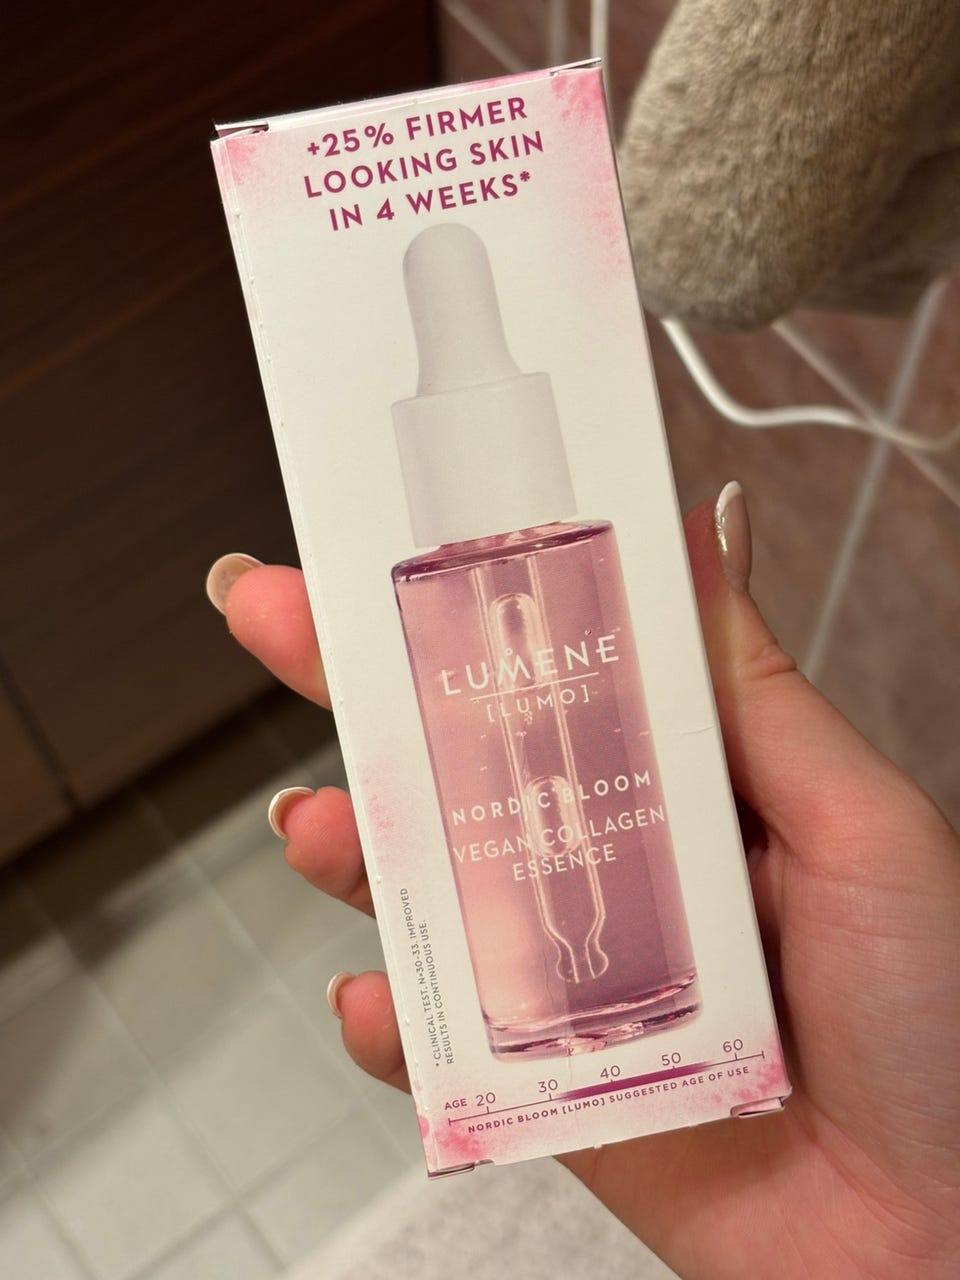 +25% FIRMER
LOOKING SKIN
IN 4 WEEKS*
LUMENE
[LUMO]
NORDIC BLOOM
VEGAN COLLAGEN
ESSENCE
* CLINICAL TEST. N=30-33. IMPROVED
RESULTS IN CONTINUOUS USE.
AGE 20 30 40 50 60
NORDIC BLOOM [LUMO] SUGGESTED AGE OF USE